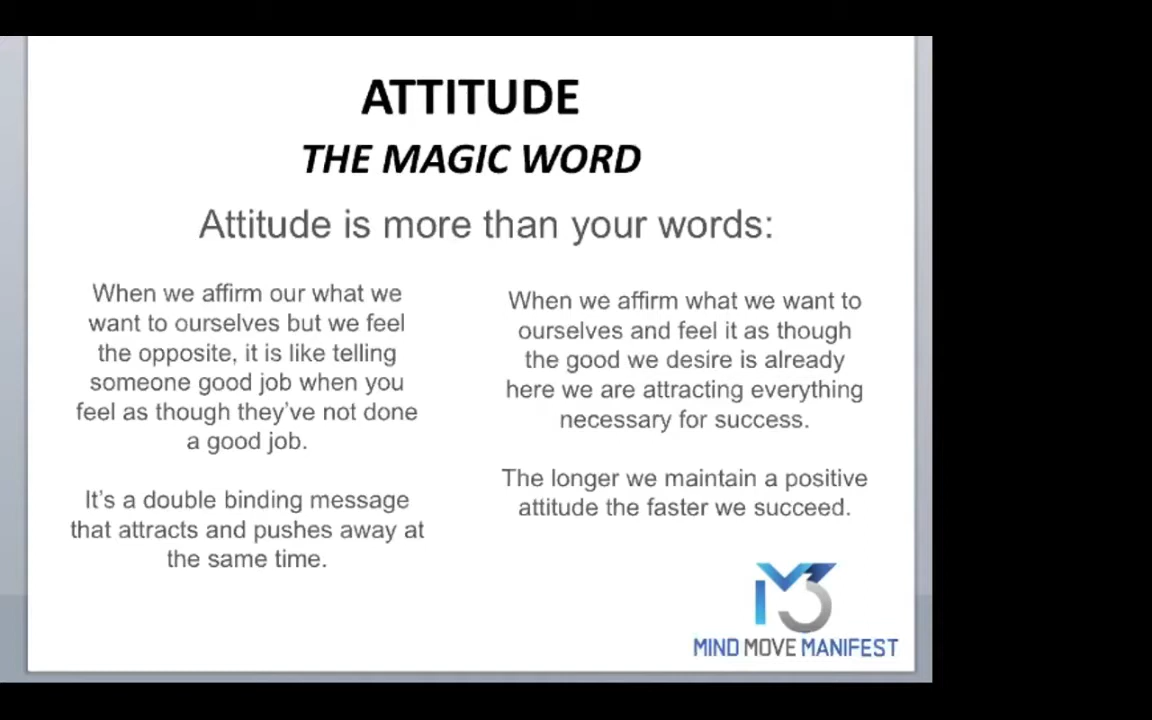 ATTITUDE
THE MAGIC WORD
Attitude is more than your words:
When we affirm our what we
want to ourselves but we feel
the opposite, it is like telling
someone good job when you
feel as though they've not done
a good job.
It's a double binding message
that attracts and pushes away at
the same time.
When we affirm what we want to
ourselves and feel it as though
the good we desire is already
here we are attracting everything
necessary for success.
The longer we maintain a positive
attitude the faster we succeed.
M3
MIND MOVE MANIFEST